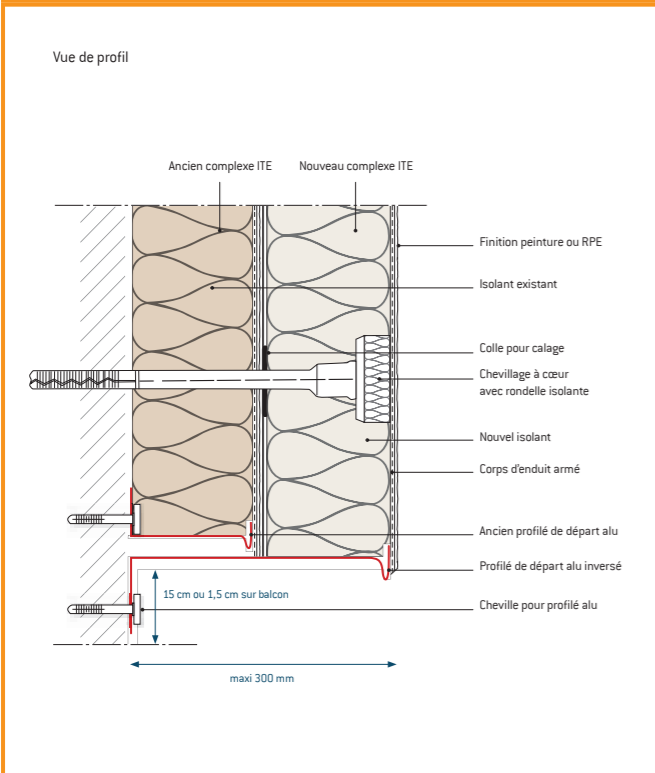 Vue de profil
Ancien complexe ITE
Nouveau complexe ITE
Finition peinture ou RPE
Isolant existant
Colle pour calage
Chevillage à cœur
avec rondelle isolante
Nouvel isolant
Corps d'enduit armé
Ancien profilé de départ alu
Profilé de départ alu inversé
15 cm ou 1,5 cm sur balcon
Cheville pour profilé alu
maxi 300 mm